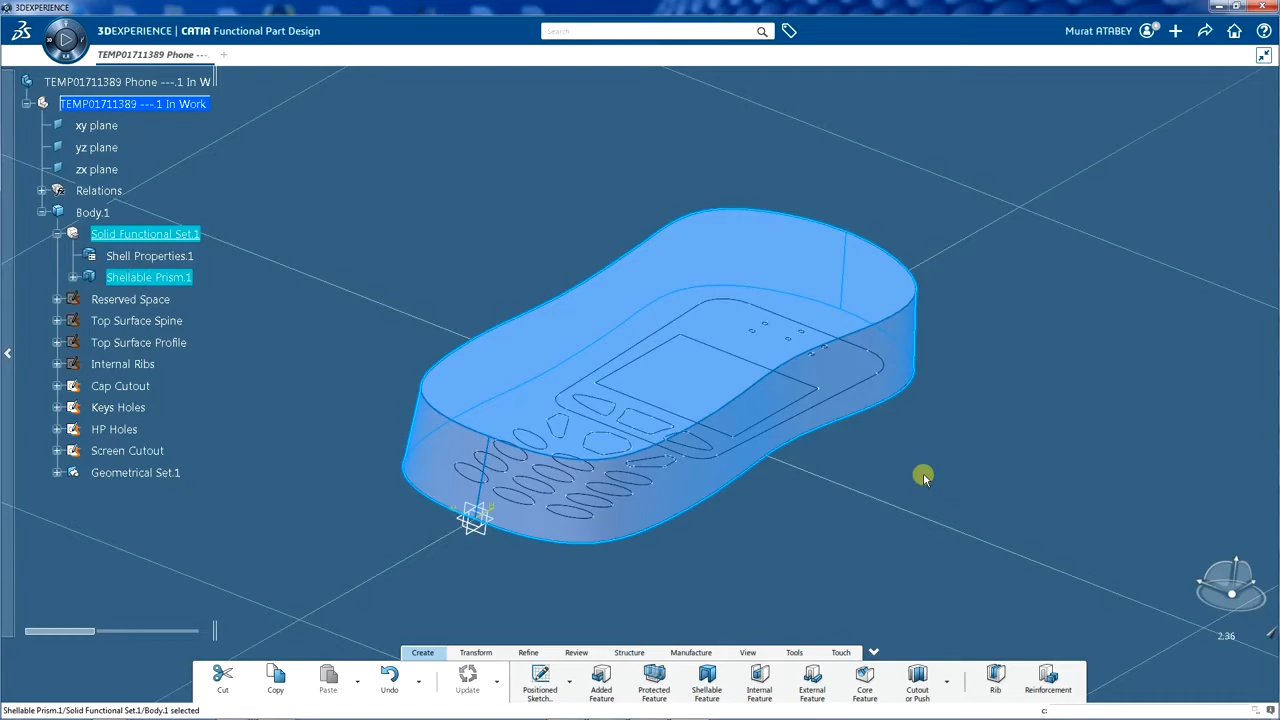 3DEXPERIENCE
3DEXPERIENCE | CATIA Functional Part Design
Search
Murat ATABEY
TEMP01711389 Phone ---.
TEMP01711389 Phone ---.1 In W
TEMP01711389 ---.1 In Work
xy plane
yz plane
zx plane
Relations
Body.1
Solid Functional Set.1
Shell Properties.1
Shellable Prism.1
Reserved Space
Top Surface Spine
Top Surface Profile
Internal Ribs
Cap Cutout
Keys Holes
HP Holes
Screen Cutout
Geometrical Set.1
2.36
Create Transform Refine Review Structure Manufacture View Tools Touch
Cut Copy Paste Undo Update Positioned Sketch... Added Feature Protected Feature Shellable Feature Internal Feature External Feature Core Feature Cutout or Push Rib Reinforcement
Shellable Prism.1/Solid Functional Set.1/Body.1 selected
c: